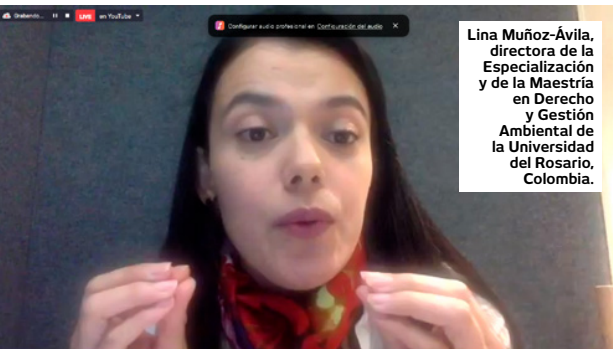 Grabando...
LIVE en YouTube
Configurar audio profesional en Configuración del audio
Lina Muñoz-Ávila,
directora de la
Especialización
y de la Maestría
en Derecho
y Gestión
Ambiental de
la Universidad
del Rosario,
Colombia.